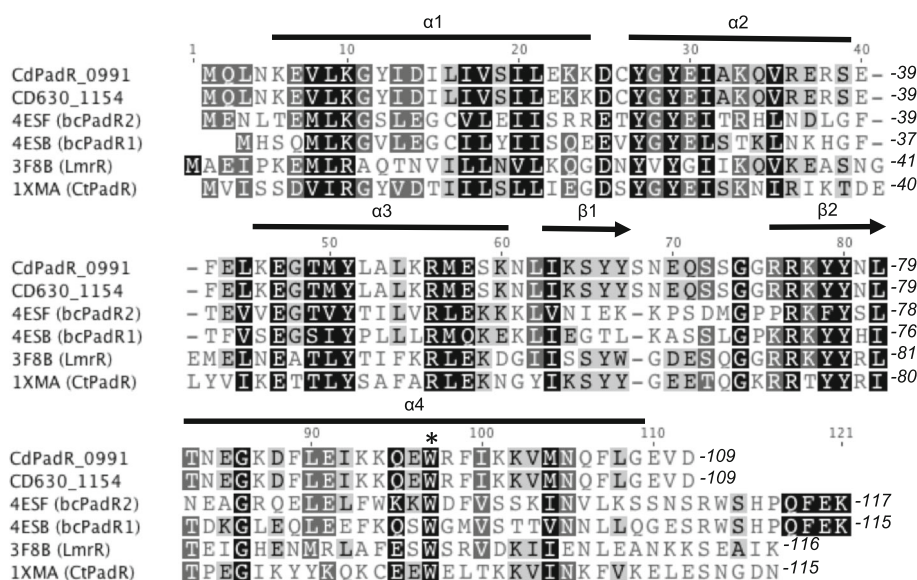 α1 α2
1 10 20 30 40
CdPadR_0991 MQLNKEVLKGYIDILIVSILEKKDCYGYEIAKQVRERSE- -39
CD630_1154 MQLNKEVLKGYIDILIVSILEKKDCYGYEIAKQVRERSE- -39
4ESF (bcPadR2) MENLTEMLKGSLEGCVLEIISRRETYGYEITRHLNDLGF- -39
4ESB (bcPadR1) MHSQMLKGVLEGCILYIISQEEVYGYELSTKLNKHGF- -37
3F8B (LmrR) MAEIPKEMLRAQTNVILLNVLKQGDNYVYGIIKQVKEASNG -41
1XMA (CtPadR) MVISSDVIRGYVDTIILSLLIEGDSYGYEISKNIRIKTDE -40
α3 β1 β2
50 60 70 80
CdPadR_0991 -FELKEGTMYLALKRMESKNLIKSYYSNEQSSGGRRKYYNL -79
CD630_1154 -FELKEGTMYLALKRMESKNLIKSYYSNEQSSGGRRKYYNL -79
4ESF (bcPadR2) -TEVVEGTVYTILVRLEKKKLVNIEK-KPSDMGPPRKFYSL -78
4ESB (bcPadR1) -TFVSEGSIYPLLLRMQKEKLIEGTL-KASSLGPKRKYYHI -76
3F8B (LmrR) EMELNEATLYTIFKRLEKDGIISSYW-GDESQGGRRKYYRL -81
1XMA (CtPadR) LYVIKETTLYSAFARLEKNGYIKSYY-GEETQGKRRTYYRI -80
α4
90 * 100 110 121
CdPadR_0991 TNEGKDFLEIKKQEWRFIKKVMNQFLGEVD -109
CD630_1154 TNEGKDFLEIKKQEWRFIKKVMNQFLGEVD -109
4ESF (bcPadR2) NEAGRQELELFWKKWDFVSSKINVLKSSNSRWSHPQFEK -117
4ESB (bcPadR1) TDKGLEQLEEFKQSWGMVSTTVNNLLQGESRWSHPQFEK -115
3F8B (LmrR) TEIGHENMRLAFESWSRVDKIIENLEANKKSEAIK -116
1XMA (CtPadR) TPEGIKYYKQKCEEWELTKKVINKFVKELESNGDN -115